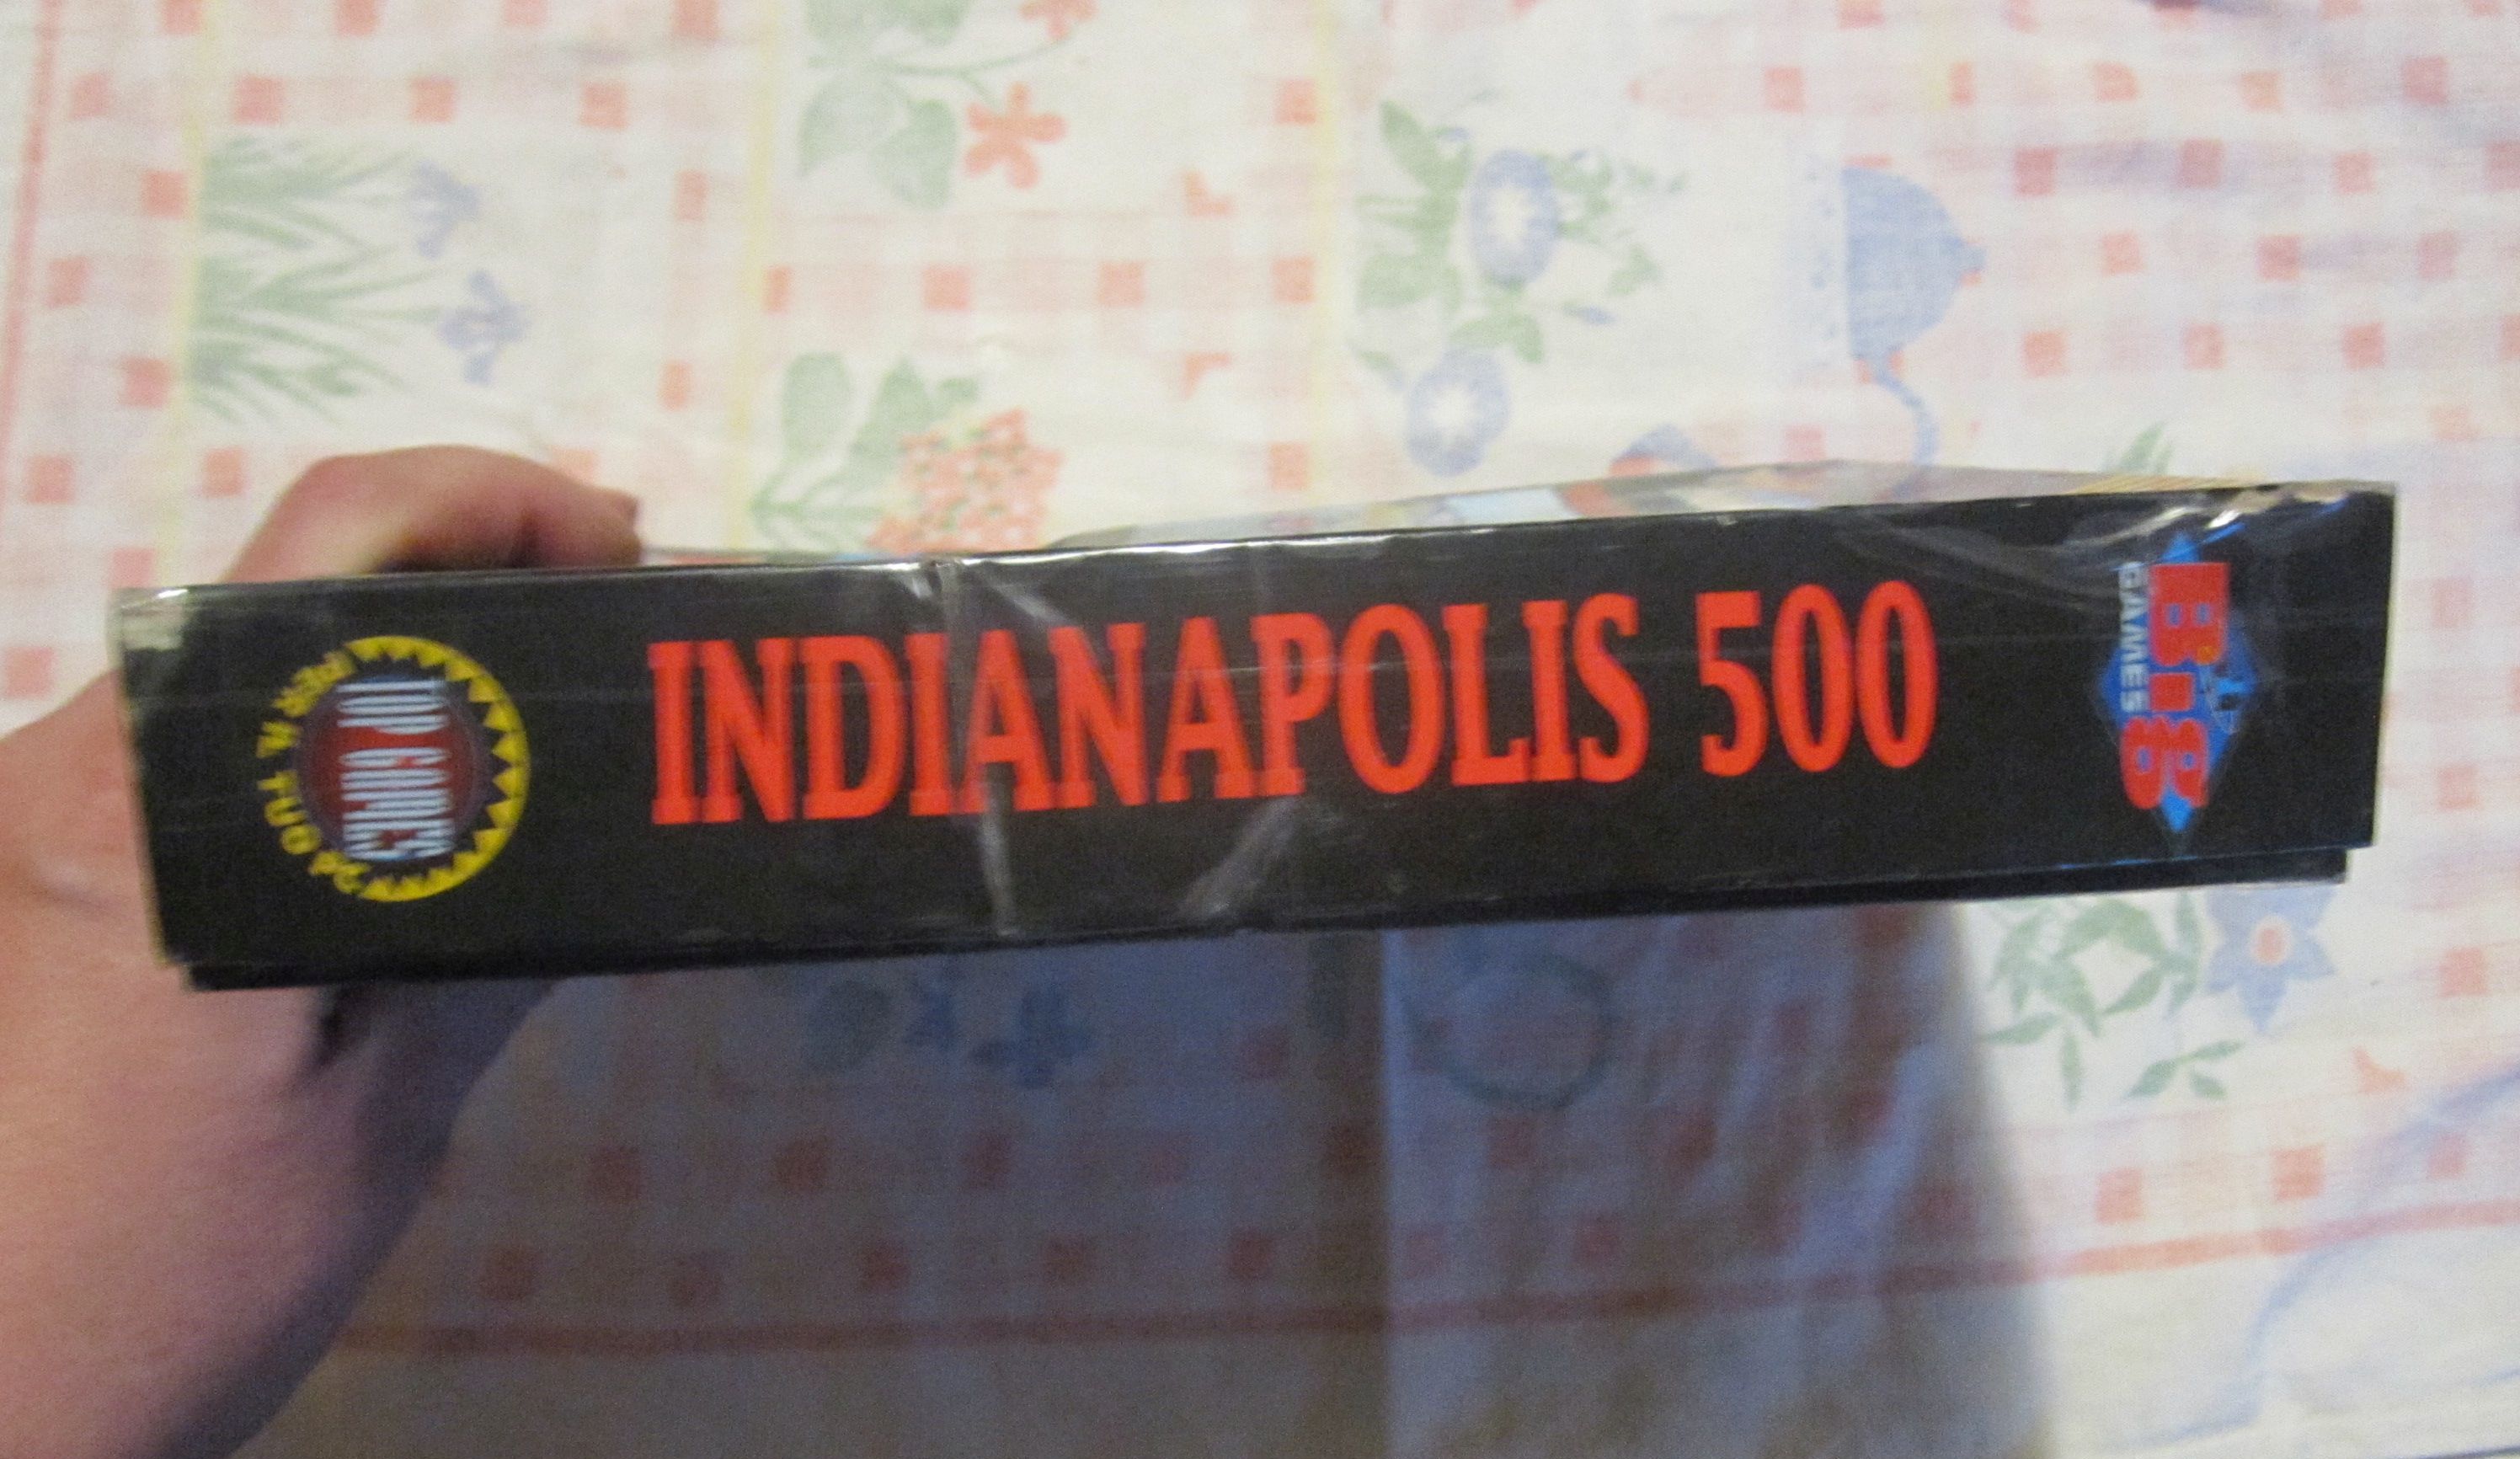 PER IL TUO PC
TOP GAMES
INDIANAPOLIS 500
BiG
GAMES